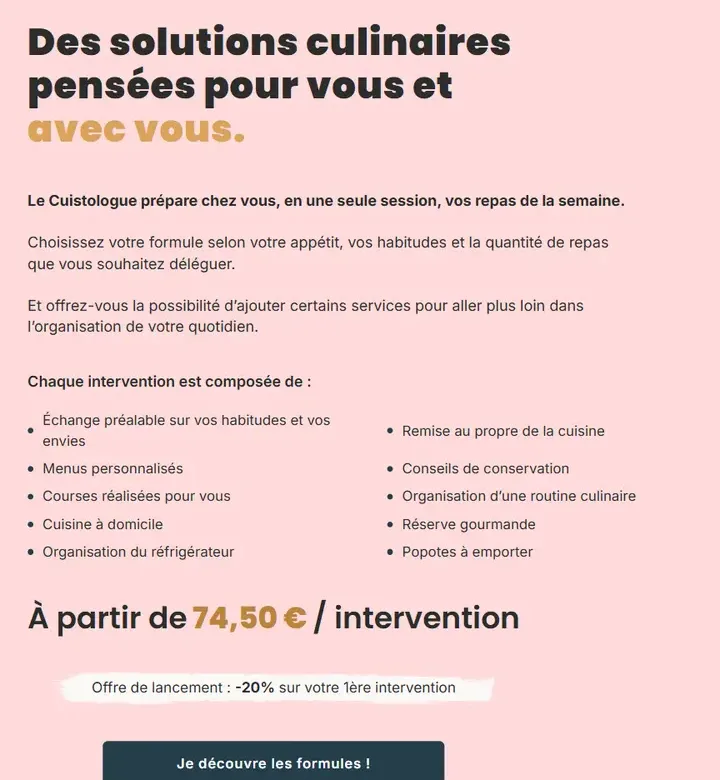 Des solutions culinaires
pensées pour vous et
avec vous.
Le Cuistologue prépare chez vous, en une seule session, vos repas de la semaine.
Choisissez votre formule selon votre appétit, vos habitudes et la quantité de repas
que vous souhaitez déléguer.
Et offrez-vous la possibilité d’ajouter certains services pour aller plus loin dans
l’organisation de votre quotidien.
Chaque intervention est composée de :
Échange préalable sur vos habitudes et vos
envies
Menus personnalisés
Courses réalisées pour vous
Cuisine à domicile
Organisation du réfrigérateur
Remise au propre de la cuisine
Conseils de conservation
Organisation d’une routine culinaire
Réserve gourmande
Popotes à emporter
À partir de 74,50 € / intervention
Offre de lancement : -20% sur votre 1ère intervention
Je découvre les formules !